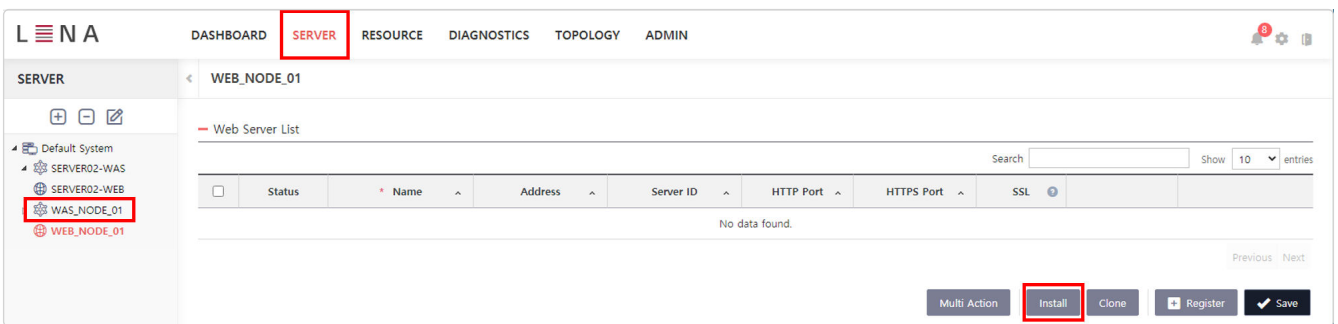 LENA
DASHBOARD SERVER RESOURCE DIAGNOSTICS TOPOLOGY ADMIN
8
SERVER
WEB_NODE_01
Default System
SERVER02-WAS
SERVER02-WEB
WAS_NODE_01
WEB_NODE_01
Web Server List
Search Show 10 entries
Status * Name Address Server ID HTTP Port HTTPS Port SSL ?
No data found.
Previous Next
Multi Action Install Clone Register Save